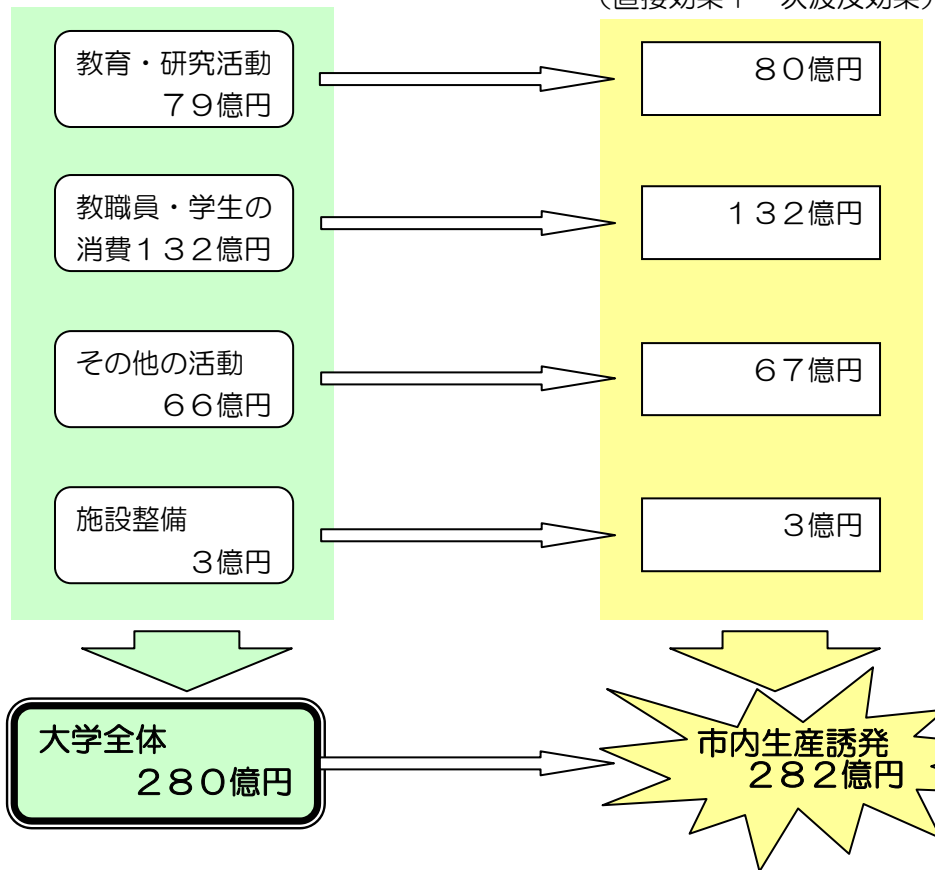 教育・研究活動
７９億円
８０億円
教職員・学生の
消費１３２億円
１３２億円
その他の活動
６６億円
６７億円
施設整備
３億円
３億円
大学全体
２８０億円
市内生産誘発
２８２億円